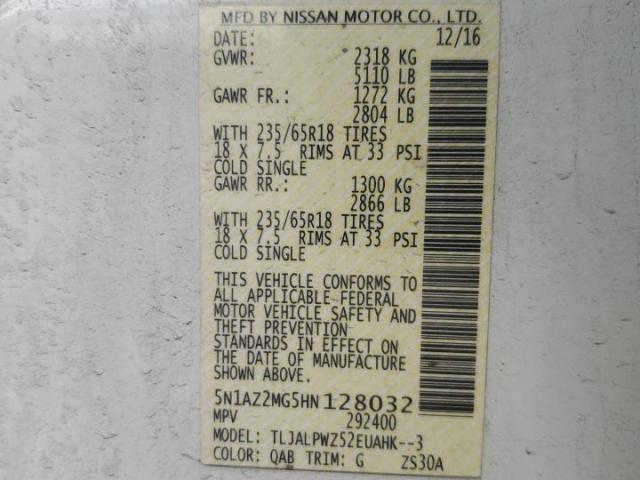 MFD BY NISSAN MOTOR CO., LTD.
DATE: 12/16
GVWR: 2318 KG
5110 LB
GAWR FR.: 1272 KG
2804 LB
WITH 235/65R18 TIRES
18 X 7.5 RIMS AT 33 PSI
COLD SINGLE
GAWR RR.: 1300 KG
2866 LB
WITH 235/65R18 TIRES
18 X 7.5 RIMS AT 33 PSI
COLD SINGLE
THIS VEHICLE CONFORMS TO
ALL APPLICABLE FEDERAL
MOTOR VEHICLE SAFETY AND
THEFT PREVENTION
STANDARDS IN EFFECT ON
THE DATE OF MANUFACTURE
SHOWN ABOVE.
5N1AZ2MG5HN128032
MPV 292400
MODEL: TLJALPWZ52EUAHK--3
COLOR: QAB TRIM: G ZS30A